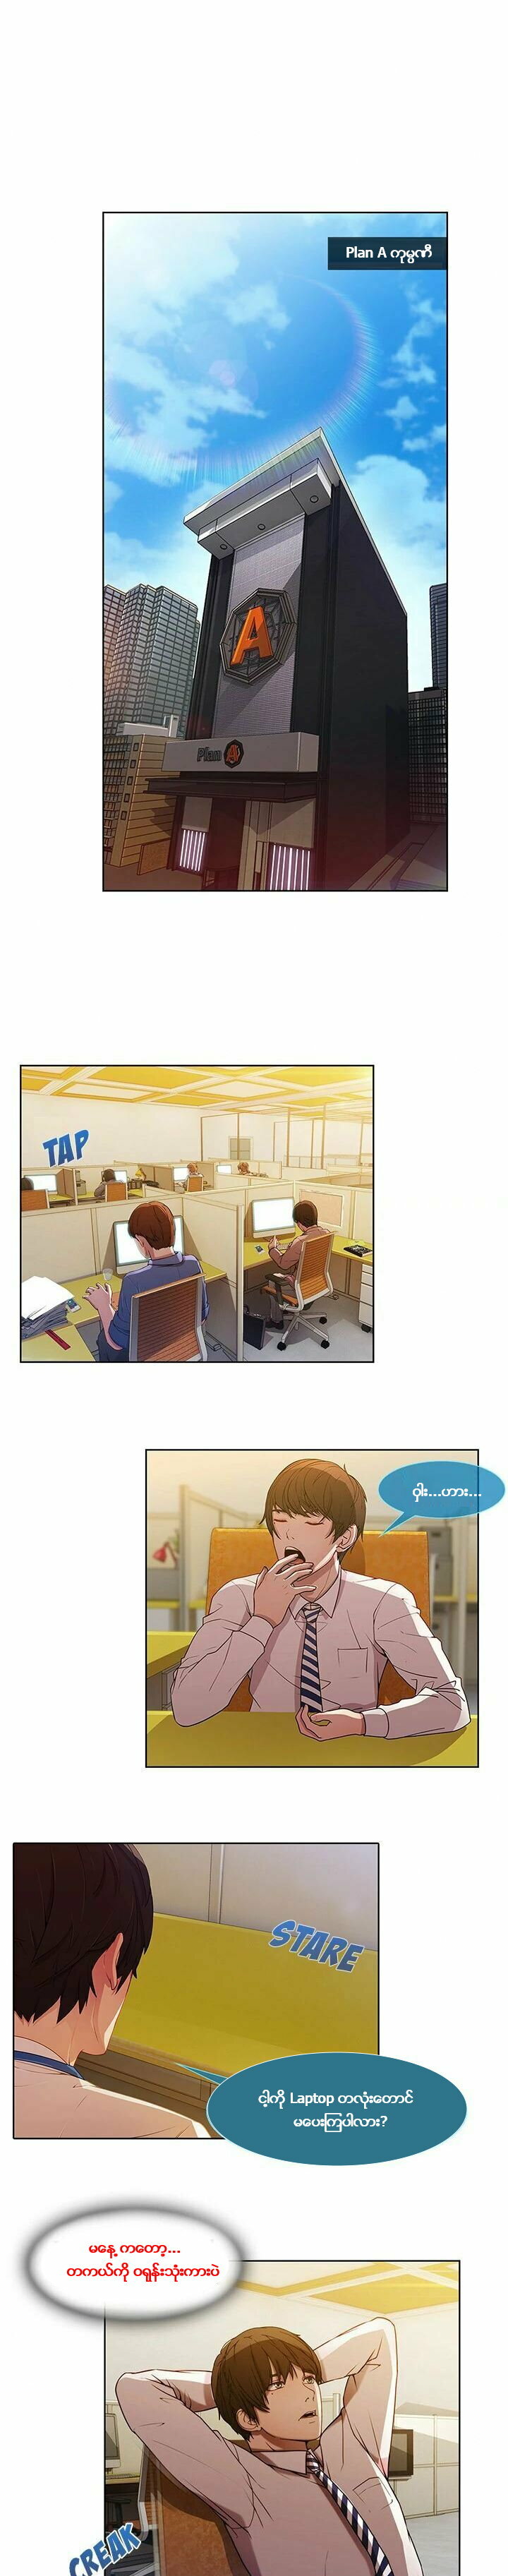 Plan A ကုမ္ပဏီ
A
Plan A
TAP
ဝှါး...ဟား...
STARE
ငါ့ကို Laptop တလုံးတောင်
မပေးကြပါလား?
မနေ့ ကတော့...
တကယ်ကို ဝရုန်းသုံးကားပဲ
CREAK